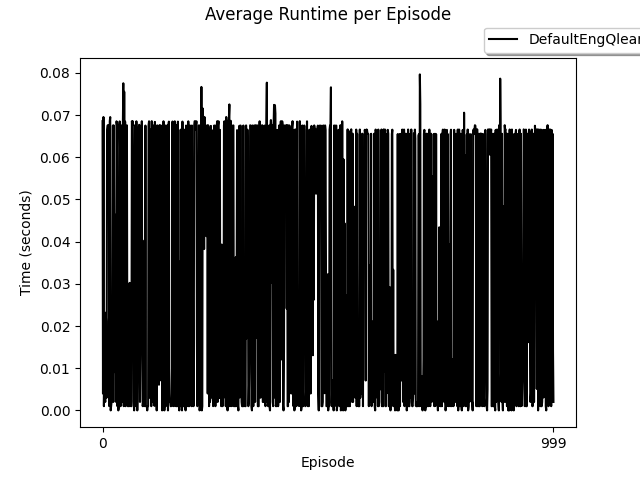 Average Runtime per Episode
DefaultEngQlear
0.08
0.07
0.06
0.05
0.04
0.03
0.02
0.01
0.00
Time (seconds)
0
999
Episode